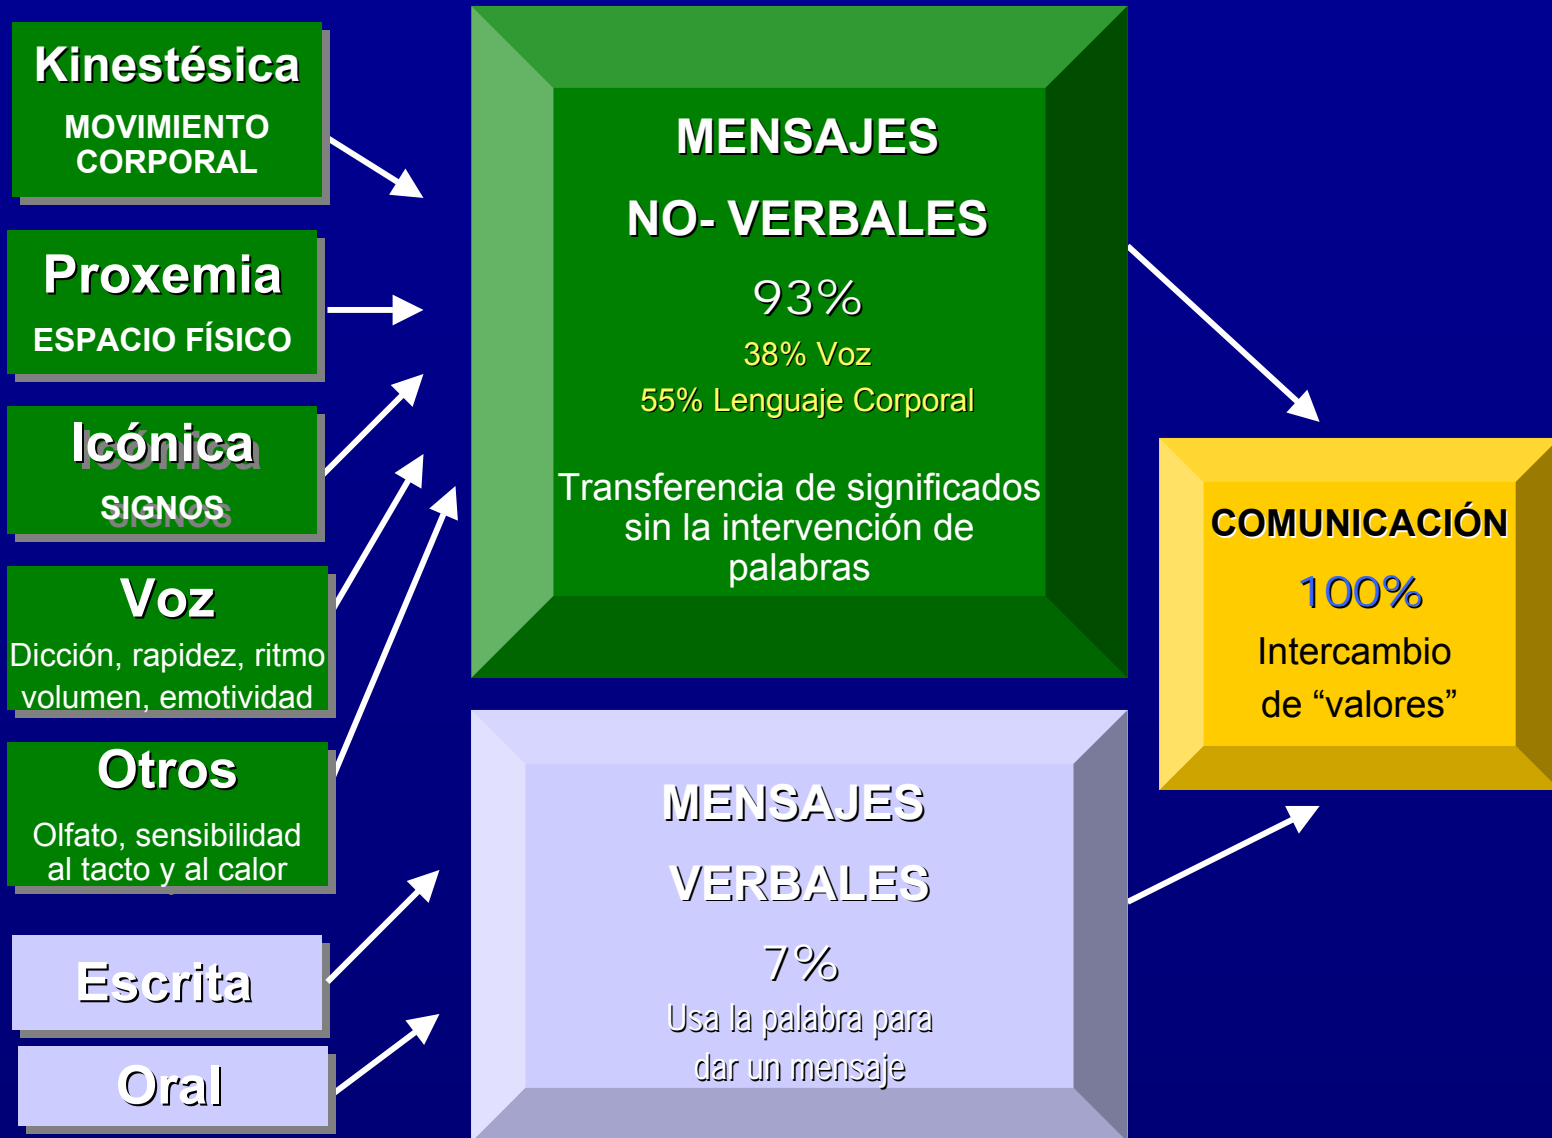 Kinestésica
MOVIMIENTO
CORPORAL
Proxemia
ESPACIO FÍSICO
Icónica
SIGNOS
Voz
Dicción, rapidez, ritmo
volumen, emotividad
Otros
Olfato, sensibilidad
al tacto y al calor
Escrita
Oral
MENSAJES
NO- VERBALES
93%
38% Voz
55% Lenguaje Corporal
Transferencia de significados
sin la intervención de
palabras
MENSAJES
VERBALES
7%
Usa la palabra para
dar un mensaje
COMUNICACIÓN
100%
Intercambio
de “valores”